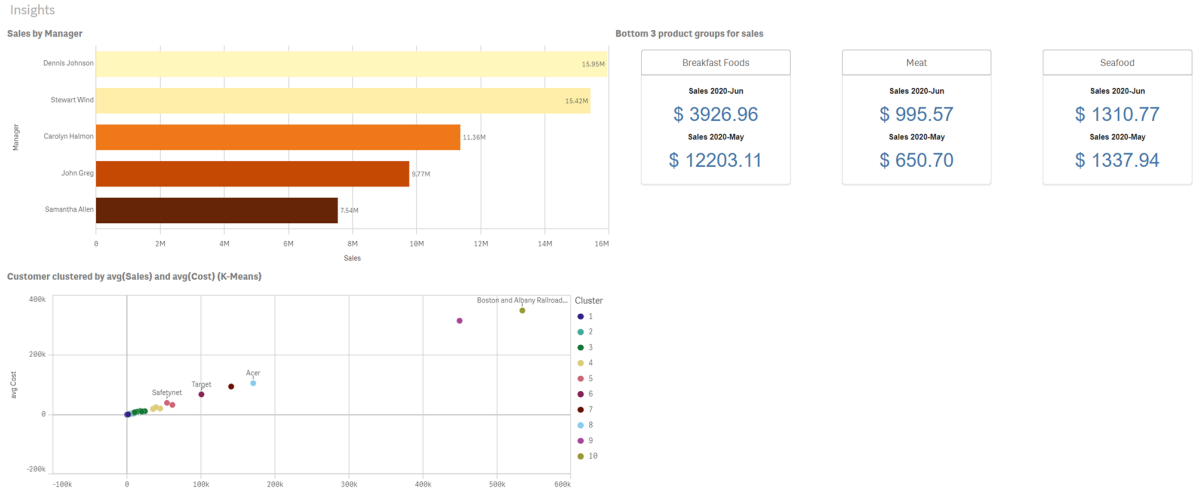 Insights
Sales by Manager
Manager
Dennis Johnson
15.95M
Stewart Wind
15.42M
Carolyn Halmon
11.36M
John Greg
9.77M
Samantha Allen
7.54M
0 2M 4M 6M 8M 10M 12M 14M 16M
Sales
Bottom 3 product groups for sales
Breakfast Foods
Sales 2020-Jun
$ 3926.96
Sales 2020-May
$ 12203.11
Meat
Sales 2020-Jun
$ 995.57
Sales 2020-May
$ 650.70
Seafood
Sales 2020-Jun
$ 1310.77
Sales 2020-May
$ 1337.94
Customer clustered by avg(Sales) and avg(Cost) (K-Means)
avg Cost
400k
200k
0
-200k
Boston and Albany Railroad...
Acer
Target
Safetynet
-100k 0 100k 200k 300k 400k 500k 600k
Cluster
1
2
3
4
5
6
7
8
9
10